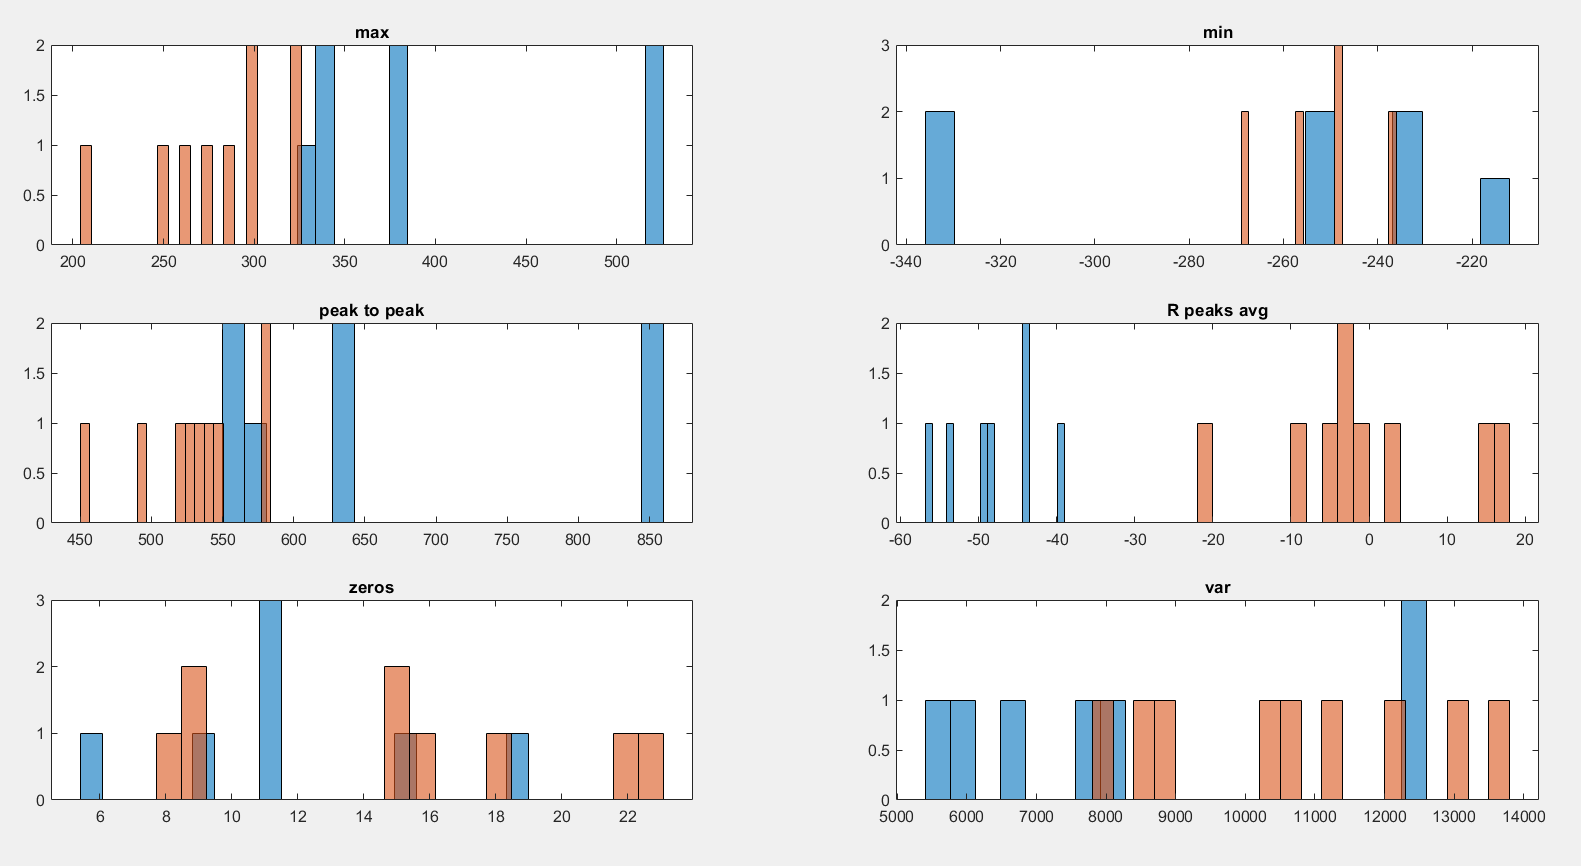 max
2
1.5
1
0.5
0
200 250 300 350 400 450 500
min
3
2
1
0
-340 -320 -300 -280 -260 -240 -220
peak to peak
2
1.5
1
0.5
0
450 500 550 600 650 700 750 800 850
R peaks avg
2
1.5
1
0.5
0
-60 -50 -40 -30 -20 -10 0 10 20
zeros
3
2
1
0
6 8 10 12 14 16 18 20 22
var
2
1.5
1
0.5
0
5000 6000 7000 8000 9000 10000 11000 12000 13000 14000